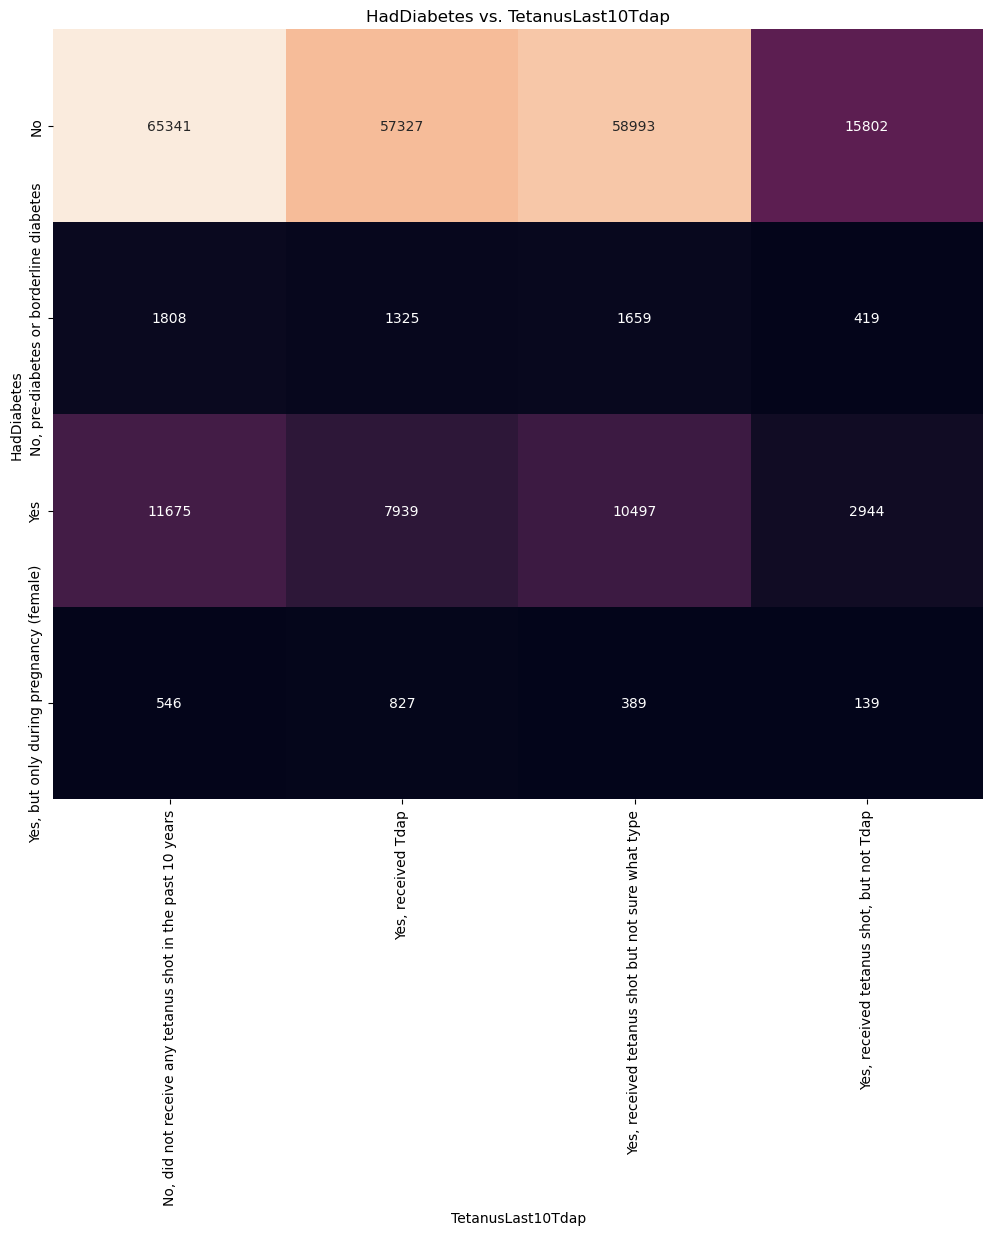 HadDiabetes vs. TetanusLast10Tdap
HadDiabetes
No
65341 57327 58993 15802
No, pre-diabetes or borderline diabetes
1808 1325 1659 419
Yes
11675 7939 10497 2944
Yes, but only during pregnancy (female)
546 827 389 139
No, did not receive any tetanus shot in the past 10 years
Yes, received Tdap
Yes, received tetanus shot but not sure what type
Yes, received tetanus shot, but not Tdap
TetanusLast10Tdap